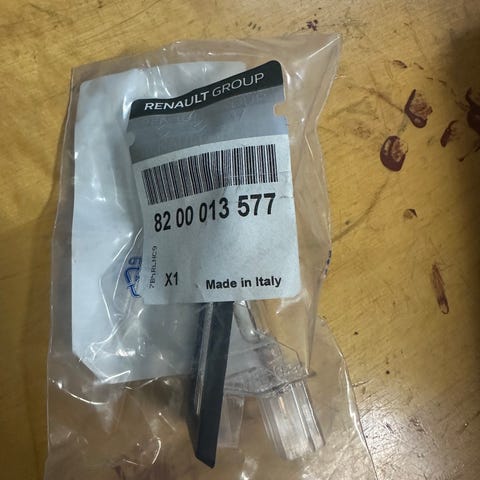 RENAULT GROUP
82 00 013 577
X1
Made in Italy